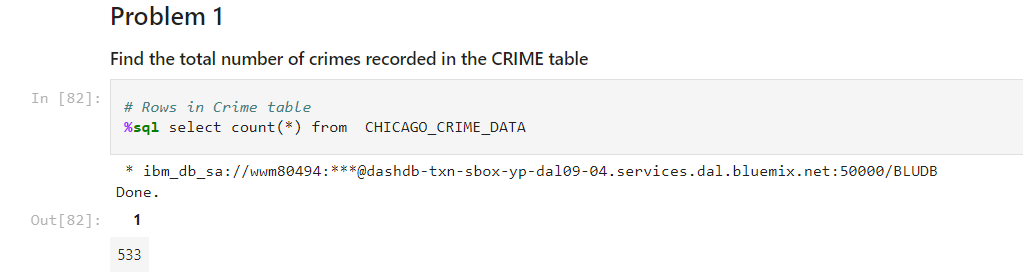 Problem 1
Find the total number of crimes recorded in the CRIME table
In [82]:
# Rows in Crime table
%sql select count(*) from  CHICAGO_CRIME_DATA
* ibm_db_sa://wwm80494:***@dashdb-txn-sbox-yp-dal09-04.services.dal.bluemix.net:50000/BLUDB
Done.
Out[82]: 1
533